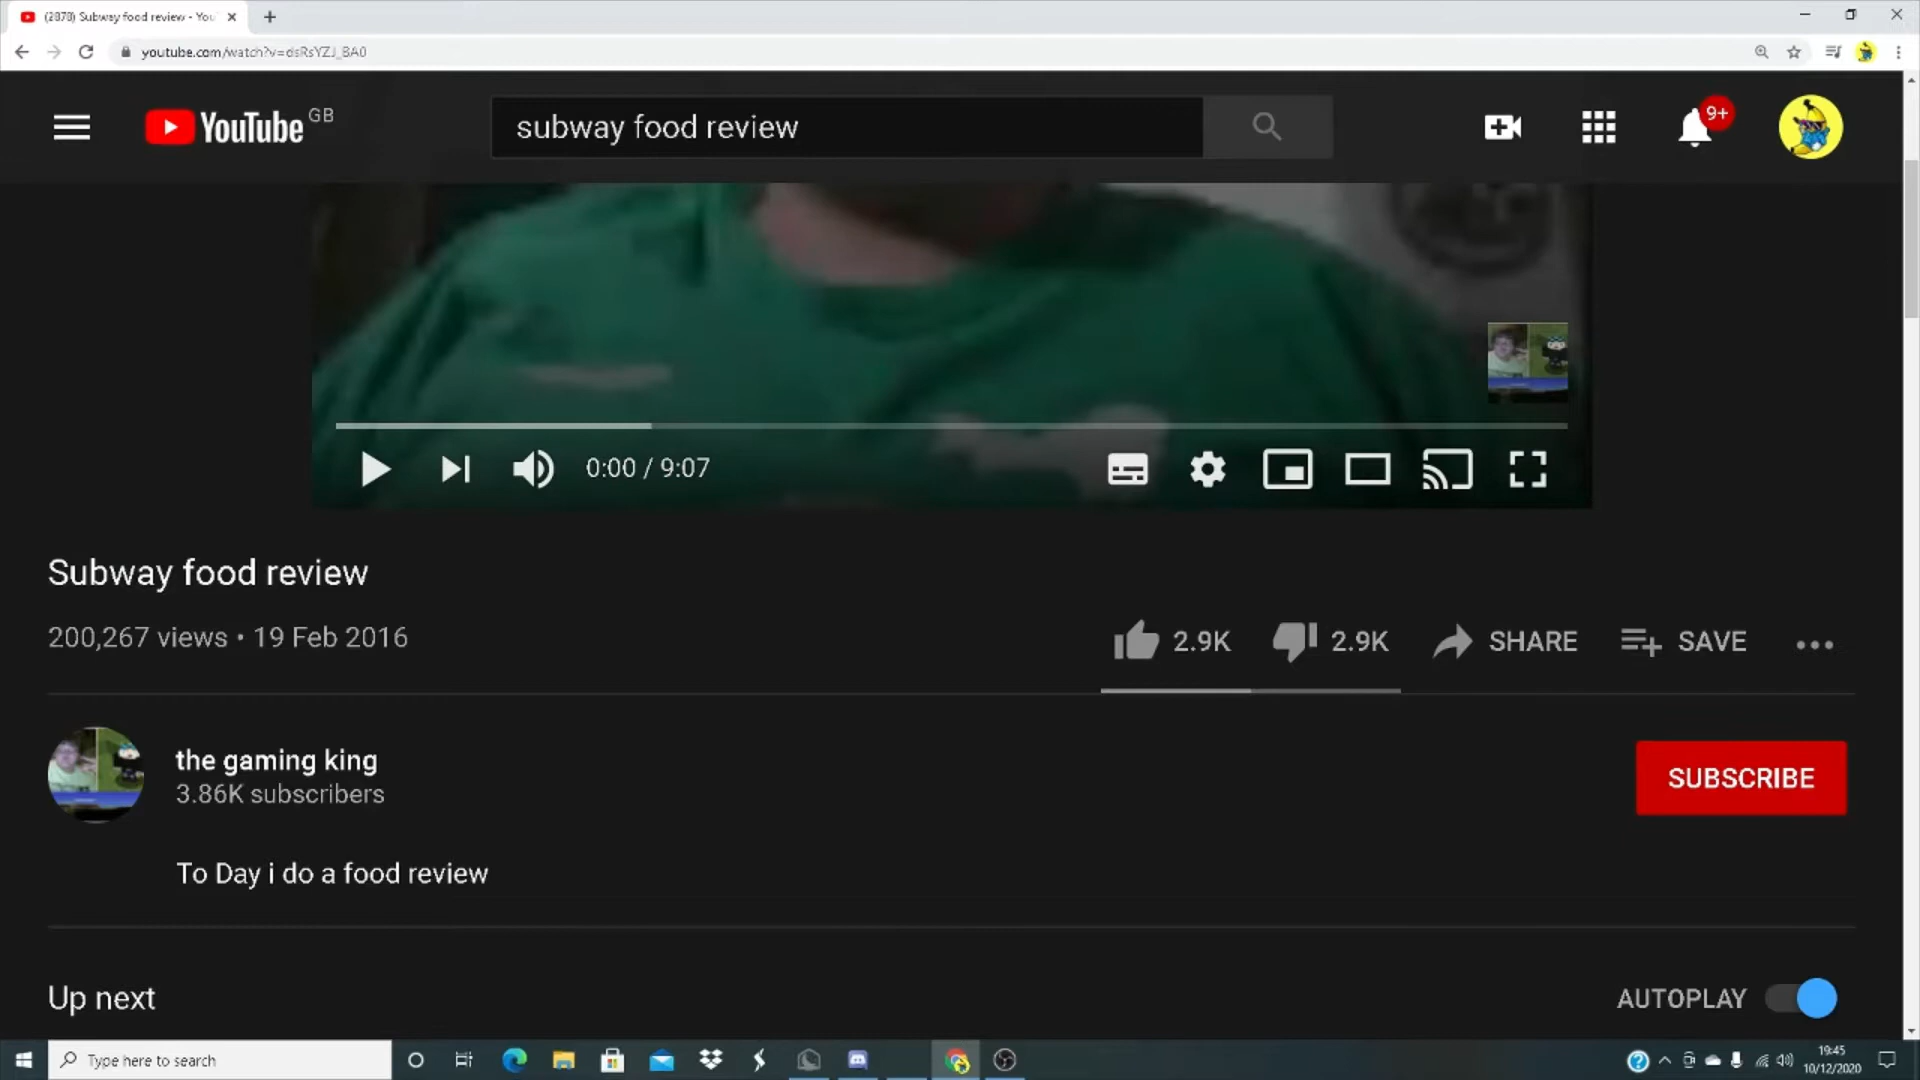 (2878) Subway food review - You
youtube.com/watch?v=dsRsYZJ_BA0
YouTube GB
subway food review
9+
0:00 / 9:07
Subway food review
200,267 views • 19 Feb 2016
2.9K
2.9K
SHARE
SAVE
the gaming king
3.86K subscribers
SUBSCRIBE
To Day i do a food review
Up next
AUTOPLAY
Type here to search
19:45
10/12/2020